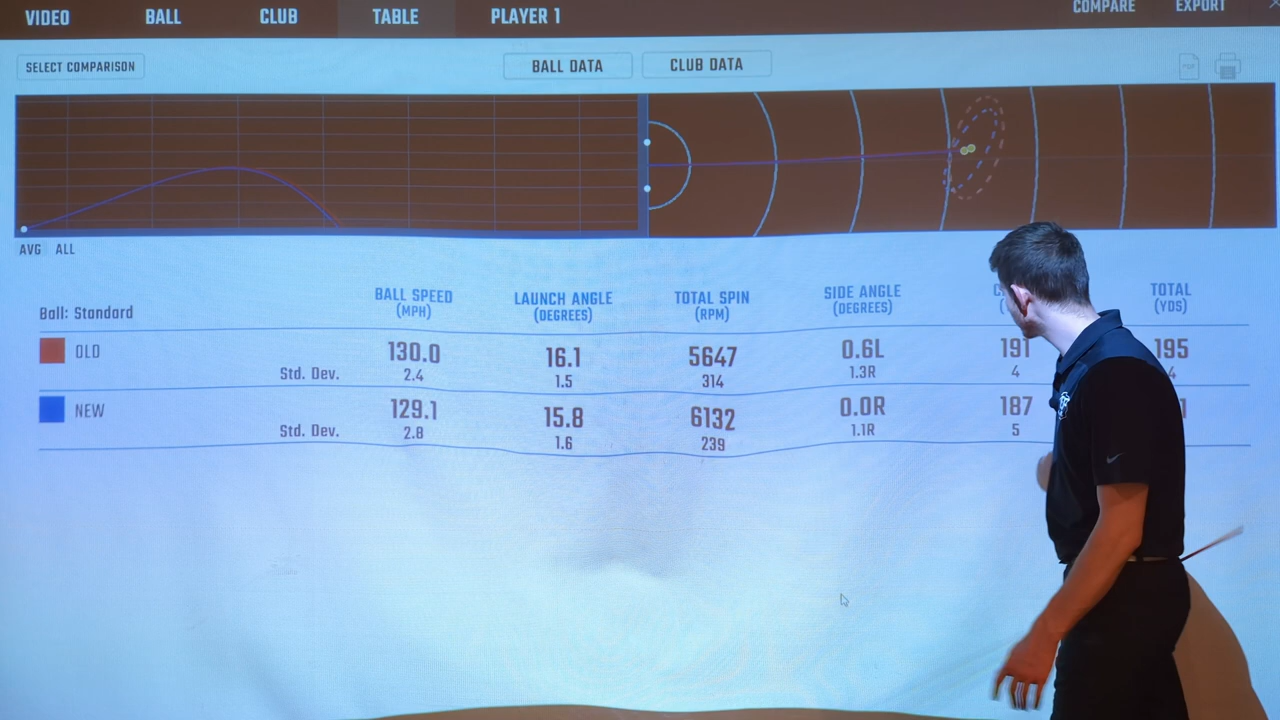 VIDEO BALL CLUB TABLE PLAYER 1 COMPARE EXPORT
SELECT COMPARISON BALL DATA CLUB DATA
AVG ALL
Ball: Standard BALL SPEED (MPH) LAUNCH ANGLE (DEGREES) TOTAL SPIN (RPM) SIDE ANGLE (DEGREES) TOTAL (YDS)
OLD 130.0 16.1 5647 0.6L 191 195
Std. Dev. 2.4 1.5 314 1.3R 4 4
NEW 129.1 15.8 6132 0.0R 187
Std. Dev. 2.8 1.6 239 1.1R 5